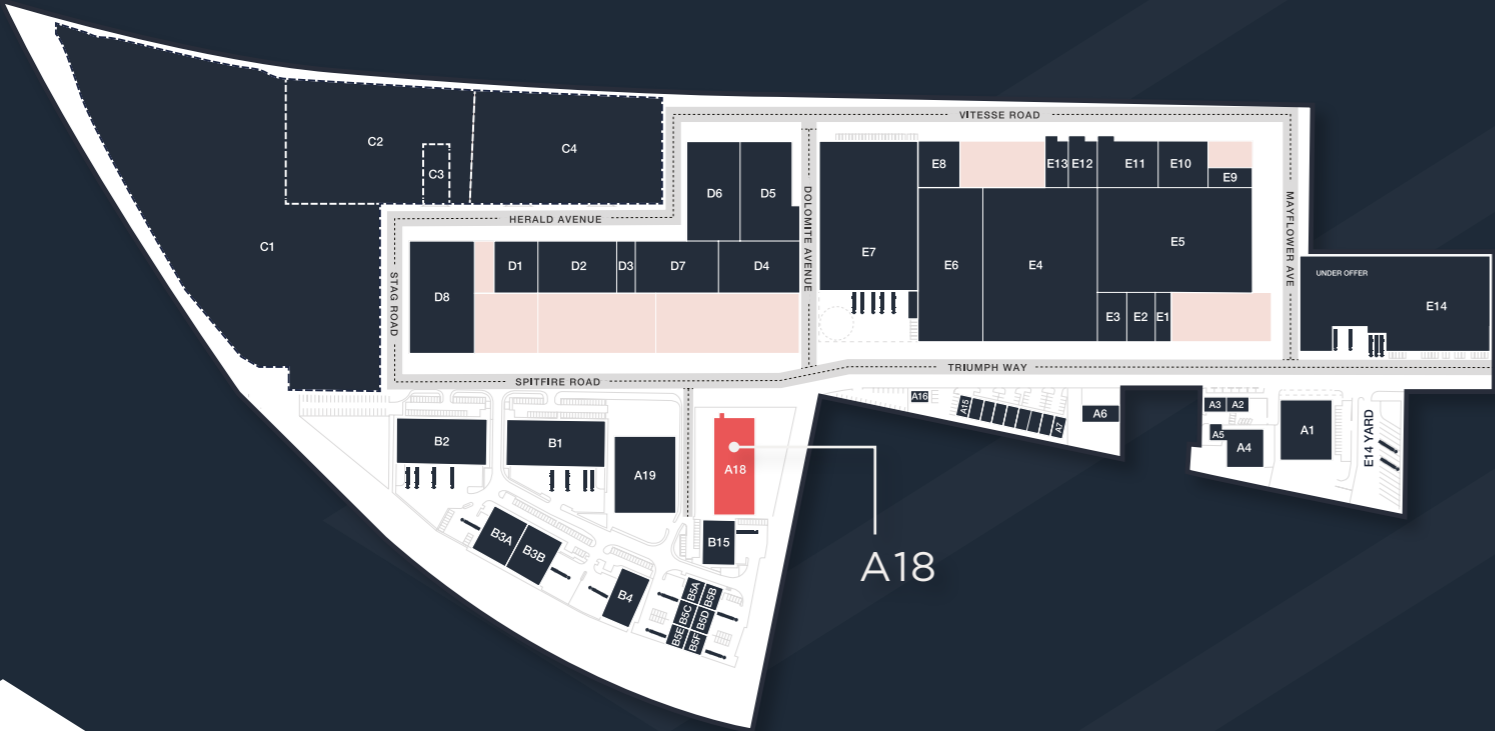 VITESSE ROAD
C2
C4
C3
C1
D6
D5
HERALD AVENUE
DOLOMITE AVENUE
E8
E13
E12
E11
E10
E9
MAYFLOWER AVE
E7
E6
E4
E5
STAG ROAD
D1
D2
D3
D7
D4
D8
UNDER OFFER
E14
E3
E2
E1
SPITFIRE ROAD
TRIUMPH WAY
A16
A15
A7
A6
A3
A2
A5
A4
A1
E14 YARD
B2
B1
A19
A18
B15
A18
B3A
B3B
B4
B5A
B5B
B5C
B5D
B5E
B5F